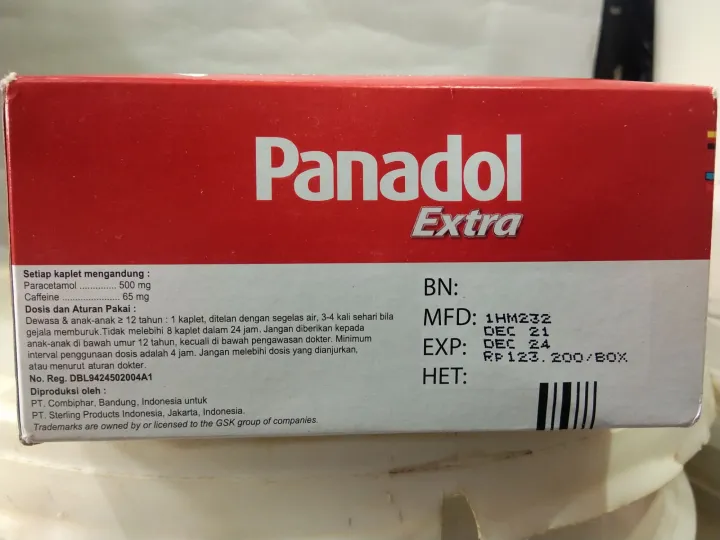 Panadol
Extra
Setiap kaplet mengandung :
Paracetamol .............. 500 mg
Caffeine ...................... 65 mg
Dosis dan Aturan Pakai :
Dewasa & anak-anak ≥ 12 tahun : 1 kaplet, ditelan dengan segelas air, 3-4 kali sehari bila
gejala memburuk.Tidak melebihi 8 kaplet dalam 24 jam. Jangan diberikan kepada
anak-anak di bawah umur 12 tahun, kecuali di bawah pengawasan dokter. Minimum
interval penggunaan dosis adalah 4 jam. Jangan melebihi dosis yang dianjurkan,
atau menurut aturan dokter.
No. Reg. DBL9424502004A1
Diproduksi oleh :
PT. Combiphar, Bandung, Indonesia untuk
PT. Sterling Products Indonesia, Jakarta, Indonesia.
Trademarks are owned by or licensed to the GSK group of companies.
BN:
MFD: 1HM232
DEC 21
EXP: DEC 24
Rp123.200/BOX
HET: